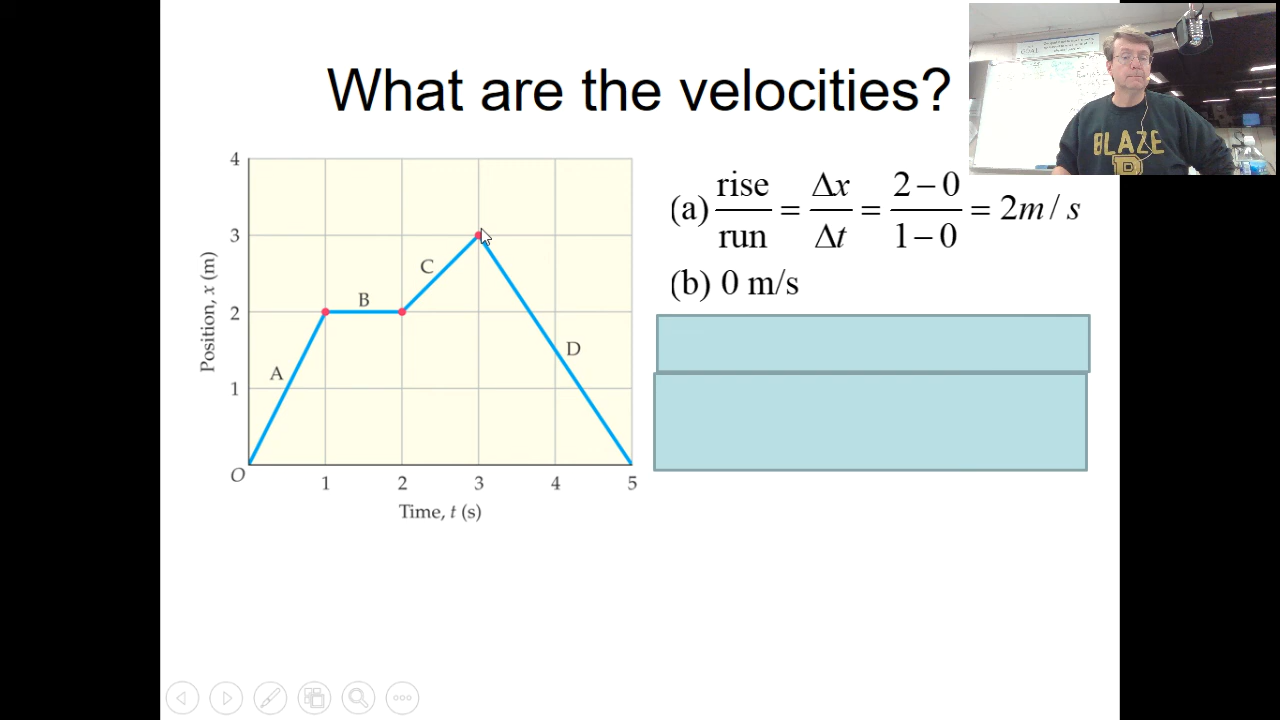 What are the velocities?
BLAZE
4
3
2
1
O
1 2 3 4 5
Position, x (m)
Time, t (s)
A
B
C
D
(a) rise/run = Δx/Δt = 2−0/1−0 = 2m/s
(b) 0 m/s